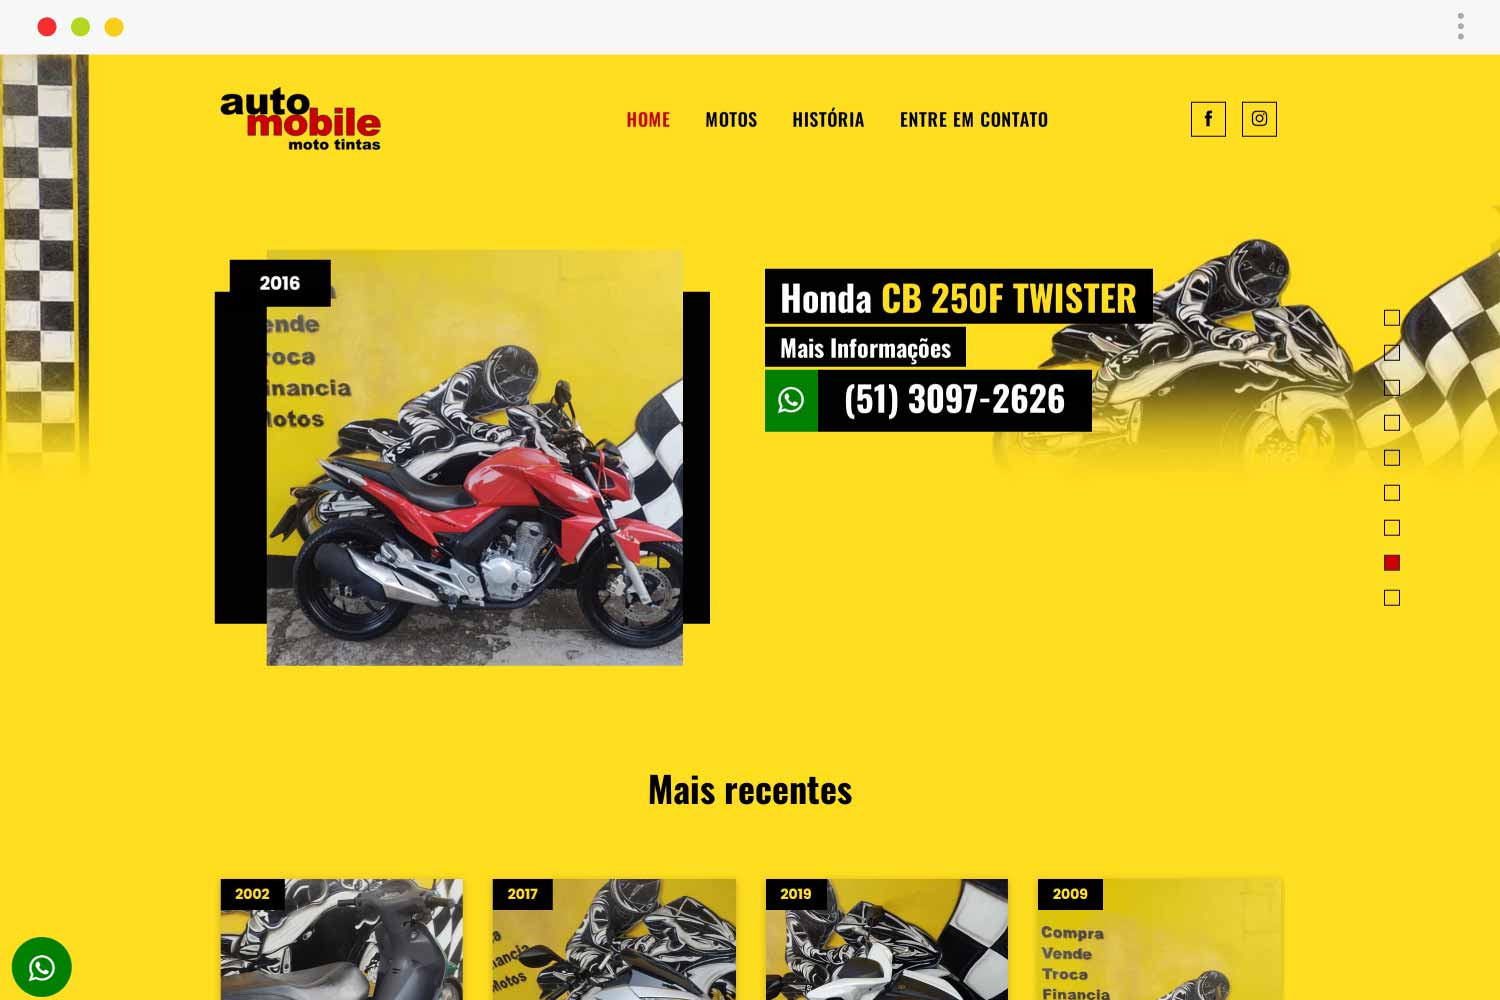 auto
mobile
moto tintas
HOME MOTOS HISTÓRIA ENTRE EM CONTATO
2016
ende
roca
inancia
otos
Honda CB 250F TWISTER
Mais Informações
(51) 3097-2626
Mais recentes
2002
2017
ancia
Motos
2019
2009
Compra
Vende
Troca
Financia